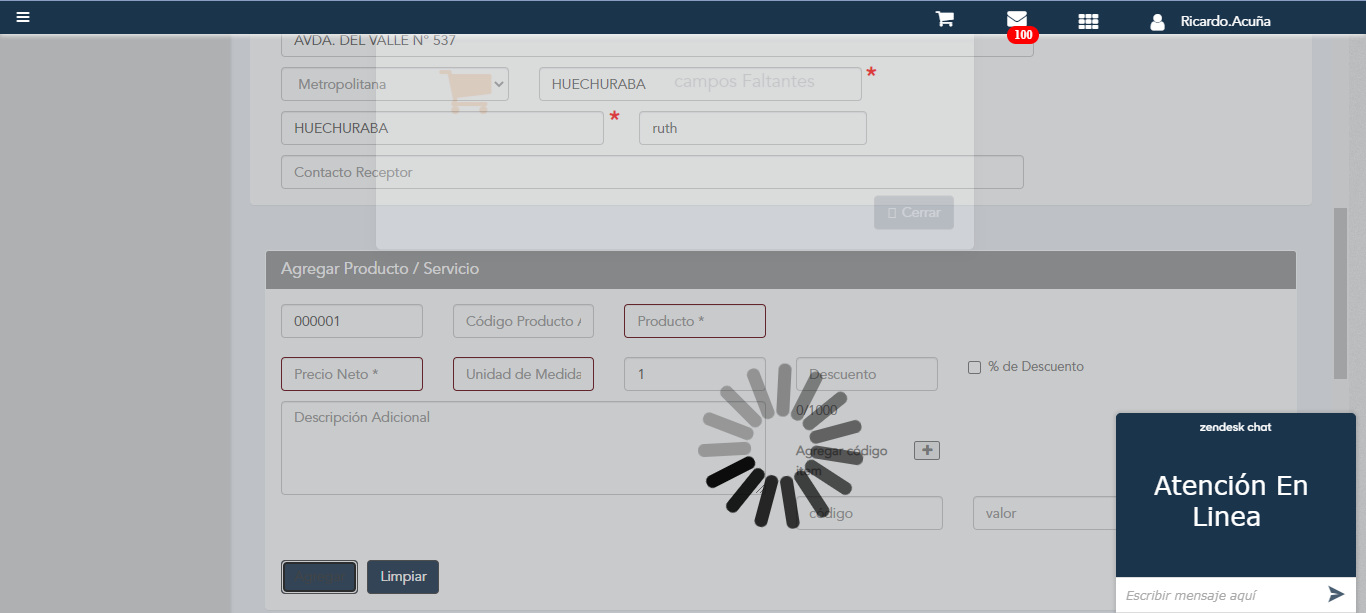 Ricardo.Acuña
100
AVDA. DEL VALLE N° 537
Metropolitana
HUECHURABA
campos Faltantes
*
HUECHURABA
*
ruth
Contacto Receptor
Cerrar
Agregar Producto / Servicio
000001
Código Producto
Producto *
Precio Neto *
Unidad de Medida
1
Descuento
% de Descuento
Descripción Adicional
0/1000
Agregar código
item
+
código
valor
Limpiar
zendesk chat
Atención En
Linea
Escribir mensaje aquí